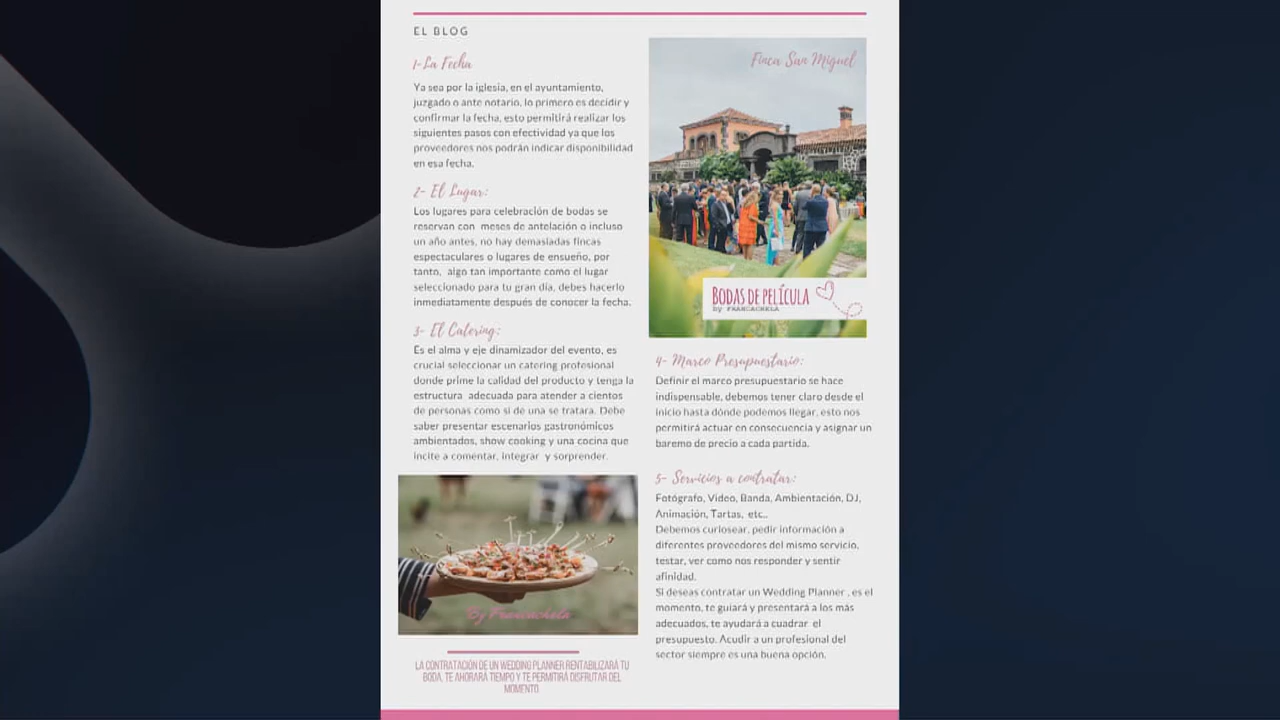 EL BLOG
1-La Fecha
Ya sea por la iglesia, en el ayuntamiento,
juzgado o ante notario, lo primero es decidir y
confirmar la fecha, esto permitirá realizar los
siguientes pasos con efectividad ya que los
proveedores nos podrán indicar disponibilidad
en esa fecha.
2- El Lugar:
Los lugares para celebración de bodas se
reservan con meses de antelación o incluso
un año antes, no hay demasiadas fincas
espectaculares o lugares de ensueño, por
tanto, algo tan importante como el lugar
seleccionado para tu gran día, debes hacerlo
inmediatamente después de conocer la fecha.
3- El Catering:
Es el alma y eje dinamizador del evento, es
crucial seleccionar un catering profesional
donde prime la calidad del producto y tenga la
estructura adecuada para atender a cientos
de personas como si de una se tratara. Debe
saber presentar escenarios gastronómicos
ambientados, show cooking y una cocina que
incite a comentar, integrar y sorprender.
By Francachela
LA CONTRATACIÓN DE UN WEDDING PLANNER RENTABILIZARÁ TU
BODA, TE AHORARÁ TIEMPO Y TE PERMITIRÁ DISFRUTAR DEL
MOMENTO
Finca San Miguel
BODAS DE PELÍCULA
by FRANCACHELA
4- Marco Presupuestario:
Definir el marco presupuestario se hace
indispensable, debemos tener claro desde el
inicio hasta dónde podemos llegar, esto nos
permitirá actuar en consecuencia y asignar un
baremo de precio a cada partida.
5- Servicios a contratar:
Fotógrafo, Video, Banda, Ambientación, DJ,
Animación, Tartas, etc..
Debemos curiosear, pedir información a
diferentes proveedores del mismo servicio,
testar, ver como nos responder y sentir
afinidad.
Si deseas contratar un Wedding Planner , es el
momento, te guiará y presentará a los más
adecuados, te ayudará a cuadrar el
presupuesto. Acudir a un profesional del
sector siempre es una buena opción.